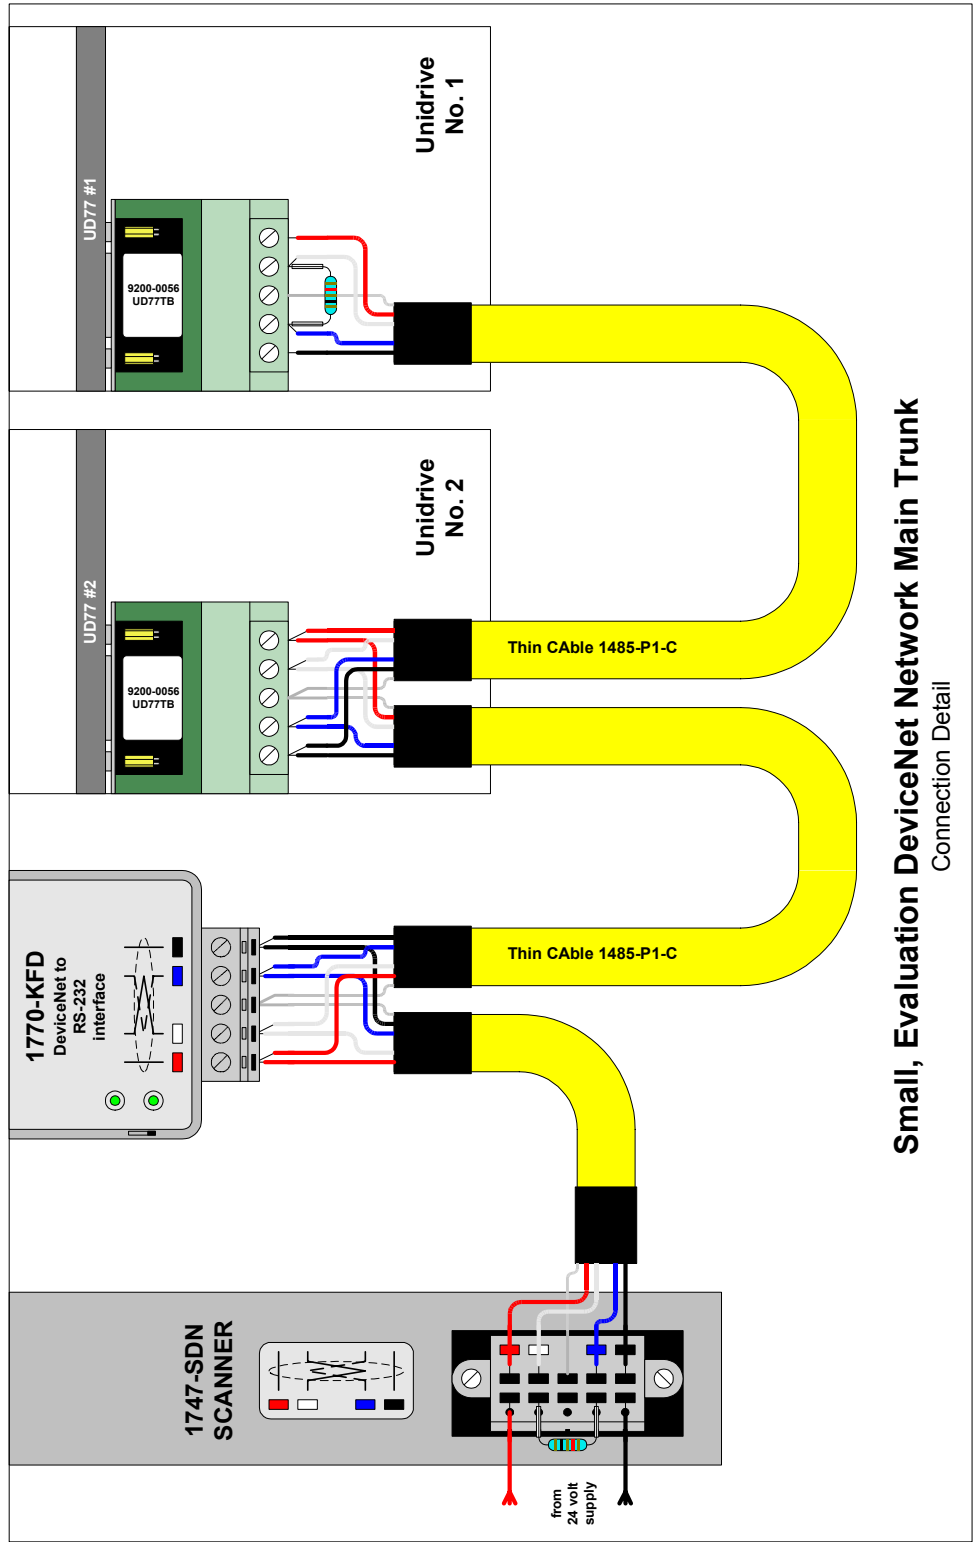 1747-SDN
SCANNER
from
24 volt
supply
1770-KFD
DeviceNet to
RS-232
interface
UD77 #2
9200-0056
UD77TB
Unidrive
No. 2
UD77 #1
9200-0056
UD77TB
Unidrive
No. 1
Thin CAble 1485-P1-C
Thin CAble 1485-P1-C
Small, Evaluation DeviceNet Network Main Trunk
Connection Detail